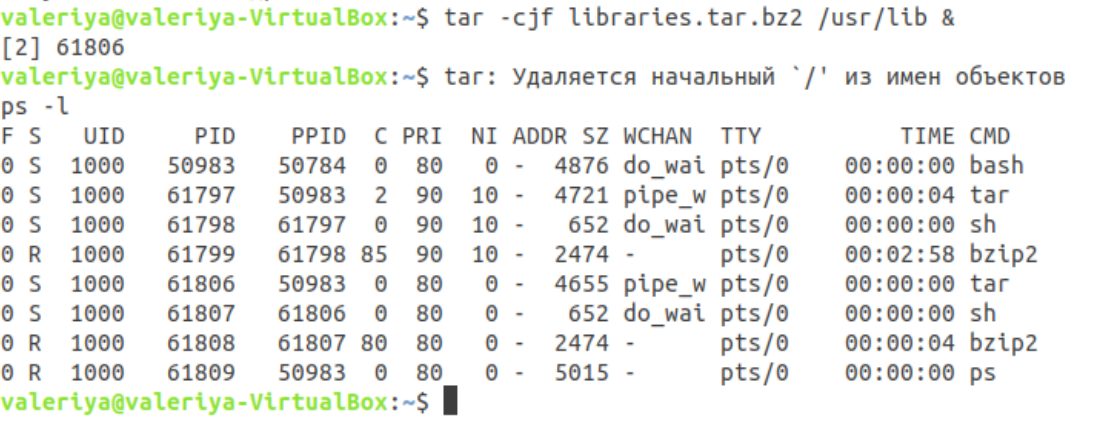 valeriya@valeriya-VirtualBox:~$ tar -cjf libraries.tar.bz2 /usr/lib &
[2] 61806
valeriya@valeriya-VirtualBox:~$ tar: Удаляется начальный `/' из имен объектов
ps -l
F S   UID     PID    PPID  C PRI  NI ADDR SZ WCHAN  TTY          TIME CMD
0 S  1000   50983   50784  0  80   0 -  4876 do_wai pts/0    00:00:00 bash
0 S  1000   61797   50983  2  90  10 -  4721 pipe_w pts/0    00:00:04 tar
0 S  1000   61798   61797  0  90  10 -   652 do_wai pts/0    00:00:00 sh
0 R  1000   61799   61798 85  90  10 -  2474 -      pts/0    00:02:58 bzip2
0 S  1000   61806   50983  0  80   0 -  4655 pipe_w pts/0    00:00:00 tar
0 S  1000   61807   61806  0  80   0 -   652 do_wai pts/0    00:00:00 sh
0 R  1000   61808   61807 80  80   0 -  2474 -      pts/0    00:00:04 bzip2
0 R  1000   61809   50983  0  80   0 -  5015 -      pts/0    00:00:00 ps
valeriya@valeriya-VirtualBox:~$